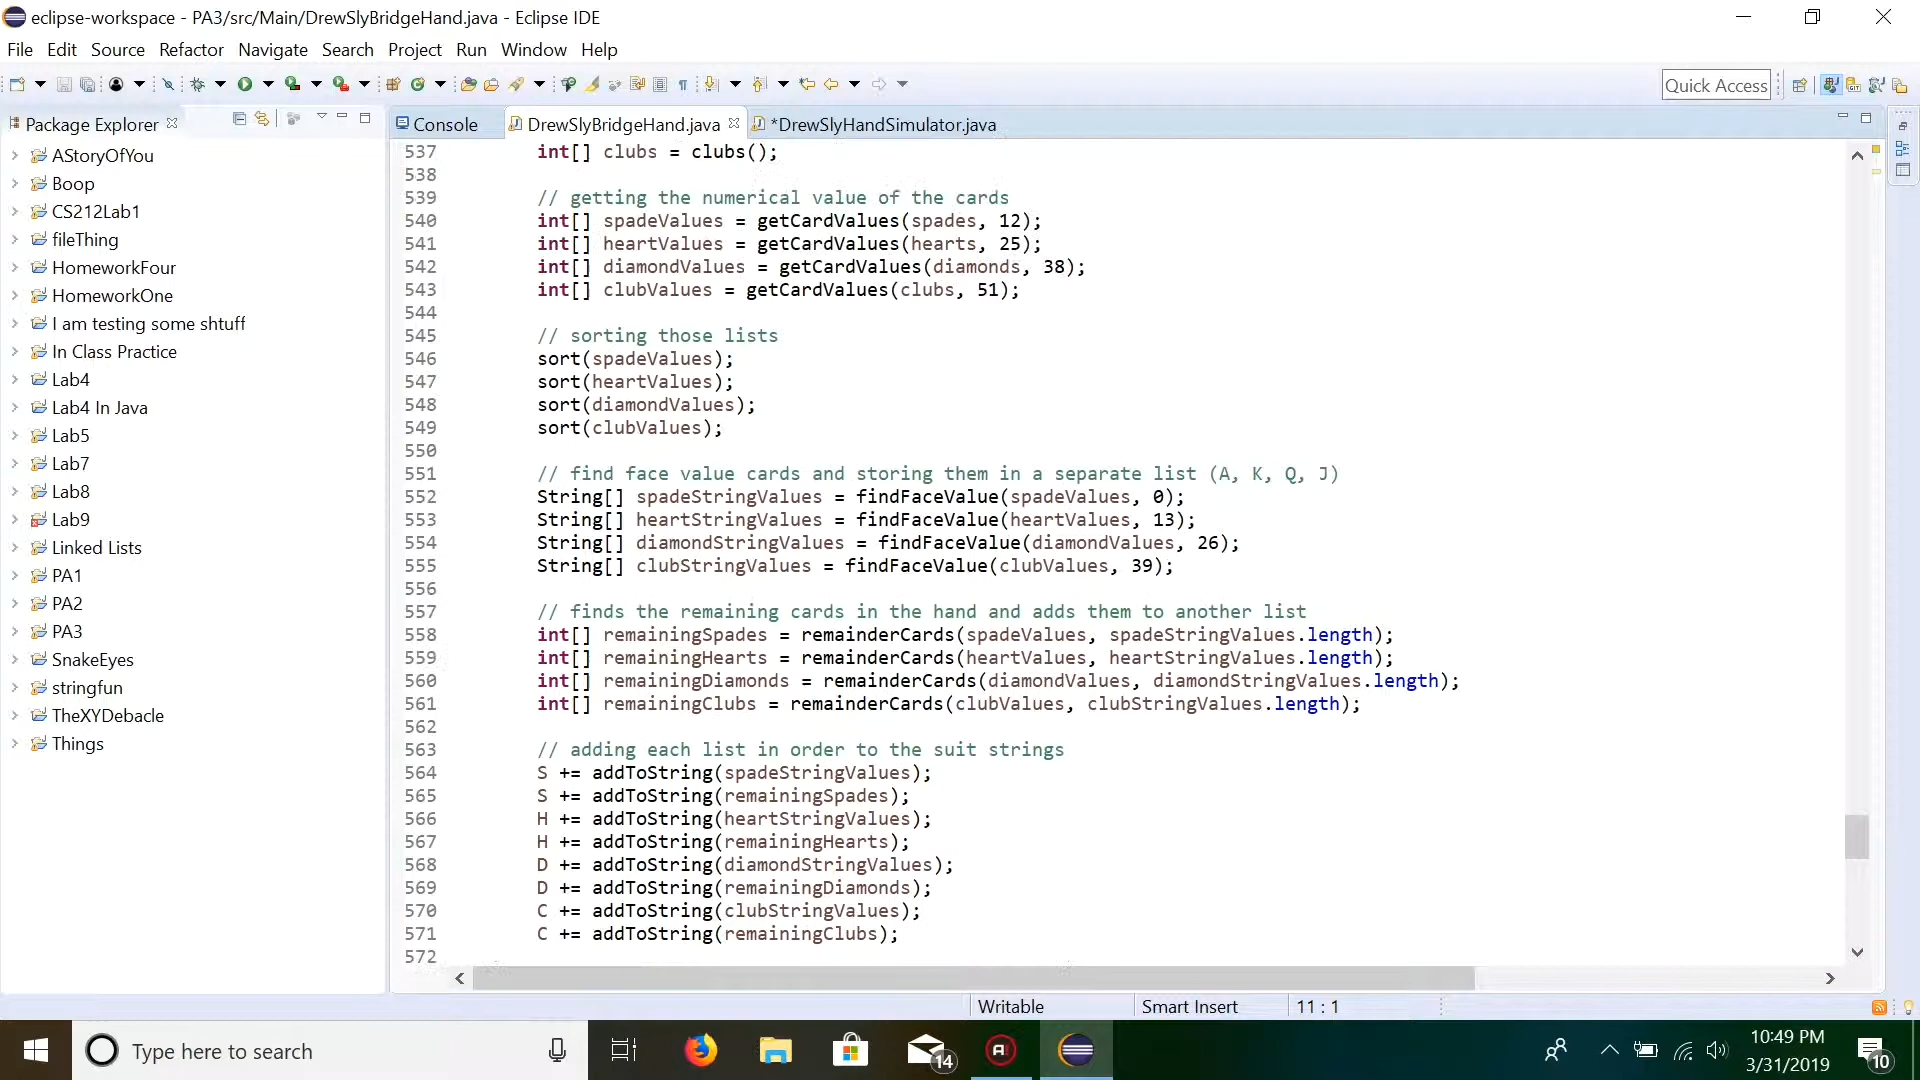 eclipse-workspace - PA3/src/Main/DrewSlyBridgeHand.java - Eclipse IDE
File Edit Source Refactor Navigate Search Project Run Window Help
Quick Access
Package Explorer
AStoryOfYou
Boop
CS212Lab1
fileThing
HomeworkFour
HomeworkOne
I am testing some shtuff
In Class Practice
Lab4
Lab4 In Java
Lab5
Lab7
Lab8
Lab9
Linked Lists
PA1
PA2
PA3
SnakeEyes
stringfun
TheXYDebacle
Things
Console DrewSlyBridgeHand.java *DrewSlyHandSimulator.java
537 int[] clubs = clubs();
538
539 // getting the numerical value of the cards
540 int[] spadeValues = getCardValues(spades, 12);
541 int[] heartValues = getCardValues(hearts, 25);
542 int[] diamondValues = getCardValues(diamonds, 38);
543 int[] clubValues = getCardValues(clubs, 51);
544
545 // sorting those lists
546 sort(spadeValues);
547 sort(heartValues);
548 sort(diamondValues);
549 sort(clubValues);
550
551 // find face value cards and storing them in a separate list (A, K, Q, J)
552 String[] spadeStringValues = findFaceValue(spadeValues, 0);
553 String[] heartStringValues = findFaceValue(heartValues, 13);
554 String[] diamondStringValues = findFaceValue(diamondValues, 26);
555 String[] clubStringValues = findFaceValue(clubValues, 39);
556
557 // finds the remaining cards in the hand and adds them to another list
558 int[] remainingSpades = remainderCards(spadeValues, spadeStringValues.length);
559 int[] remainingHearts = remainderCards(heartValues, heartStringValues.length);
560 int[] remainingDiamonds = remainderCards(diamondValues, diamondStringValues.length);
561 int[] remainingClubs = remainderCards(clubValues, clubStringValues.length);
562
563 // adding each list in order to the suit strings
564 S += addToString(spadeStringValues);
565 S += addToString(remainingSpades);
566 H += addToString(heartStringValues);
567 H += addToString(remainingHearts);
568 D += addToString(diamondStringValues);
569 D += addToString(remainingDiamonds);
570 C += addToString(clubStringValues);
571 C += addToString(remainingClubs);
572
Writable Smart Insert 11 : 1
Type here to search
14
10:49 PM
3/31/2019
10